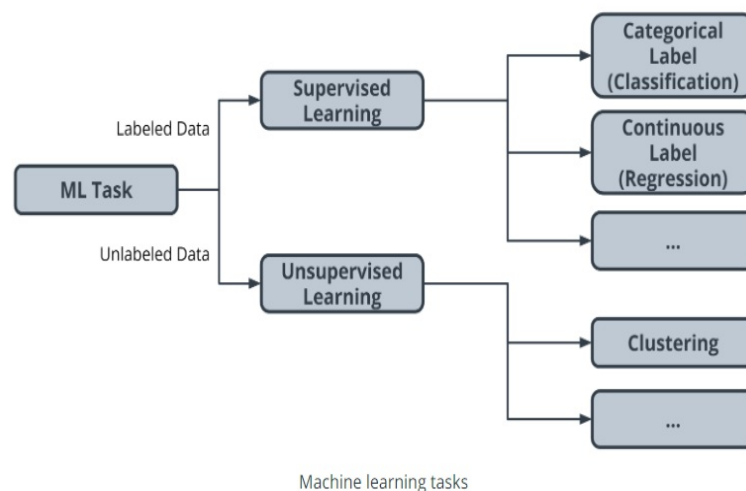 Categorical
Label
(Classification)
Supervised
Learning
Labeled Data
Continuous
Label
(Regression)
ML Task
...
Unlabeled Data
Unsupervised
Learning
Clustering
...
Machine learning tasks